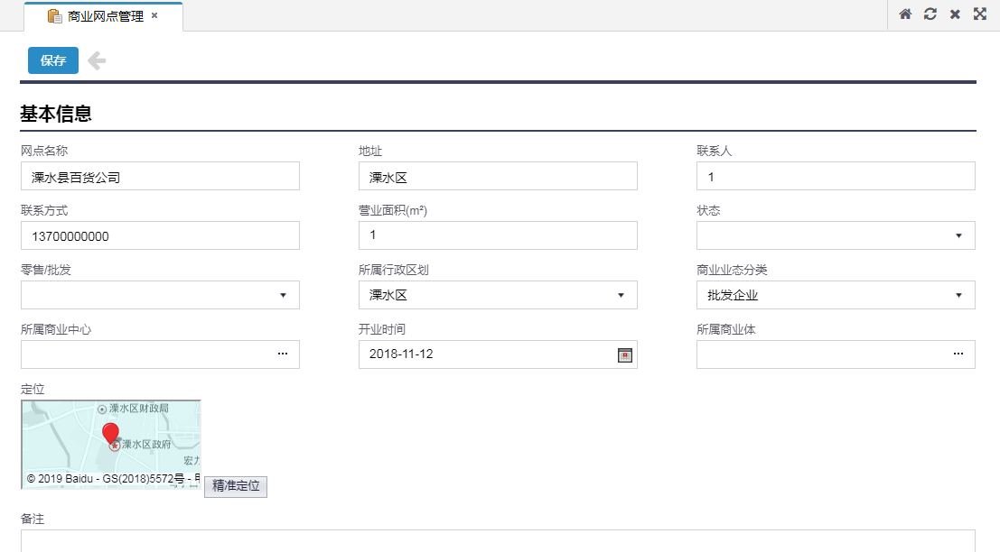 商业网点管理
保存
基本信息
网点名称 地址 联系人
溧水县百货公司 溧水区 1
联系方式 营业面积(m²) 状态
13700000000 1
零售/批发 所属行政区划 商业业态分类
溧水区 批发企业
所属商业中心 开业时间 所属商业体
2018-11-12
定位
溧水区财政局
溧水区政府
宏力
© 2019 Baidu - GS(2018)5572号 -
精准定位
备注